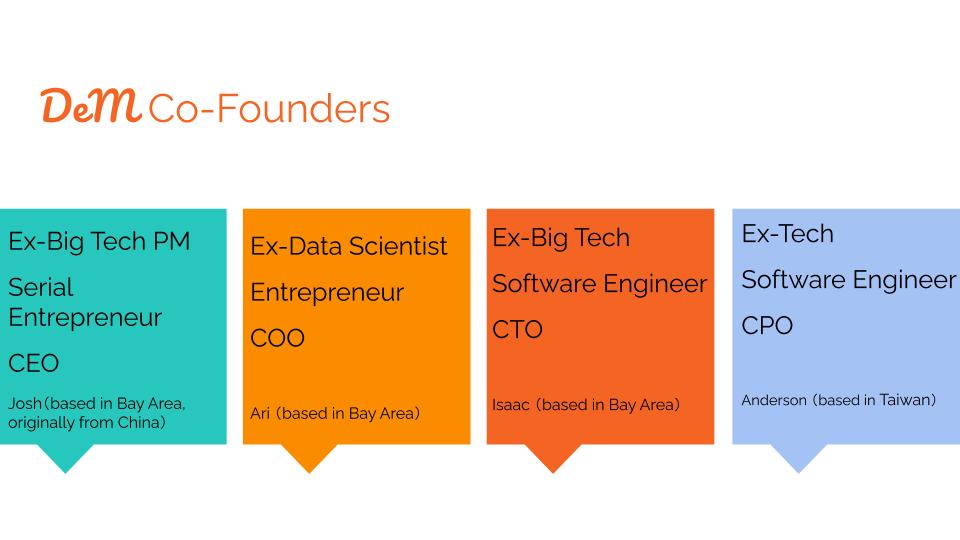 DeM Co-Founders
Ex-Big Tech PM
Serial
Entrepreneur
CEO
Josh(based in Bay Area,
originally from China)
Ex-Data Scientist
Entrepreneur
COO
Ari (based in Bay Area)
Ex-Big Tech
Software Engineer
CTO
Isaac (based in Bay Area)
Ex-Tech
Software Engineer
CPO
Anderson (based in Taiwan)